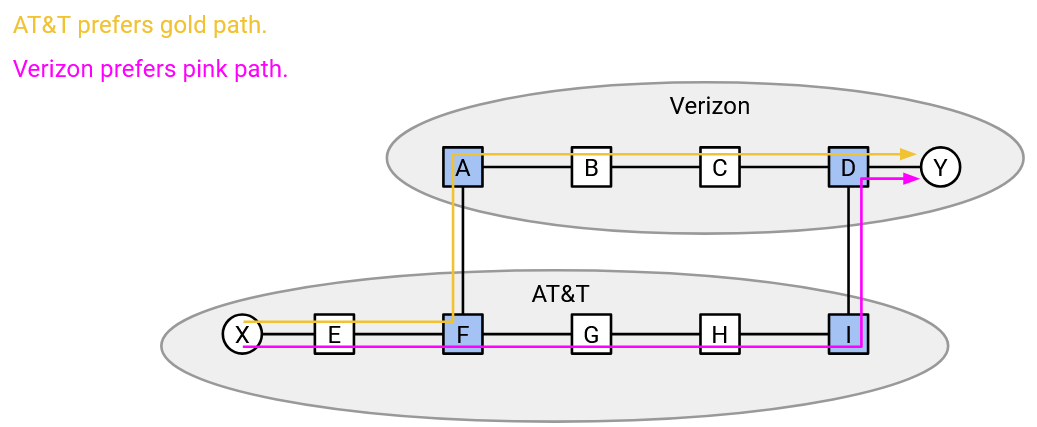 AT&T prefers gold path.
Verizon prefers pink path.
Verizon
A B C D Y
AT&T
X E F G H I